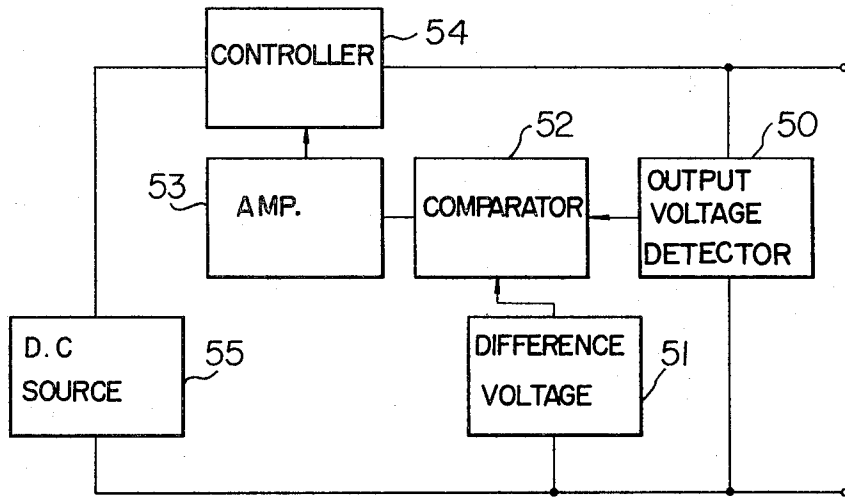 CONTROLLER
54
52
50
53
AMP.
COMPARATOR
OUTPUT
VOLTAGE
DETECTOR
D.C
SOURCE
55
DIFFERENCE
VOLTAGE
51